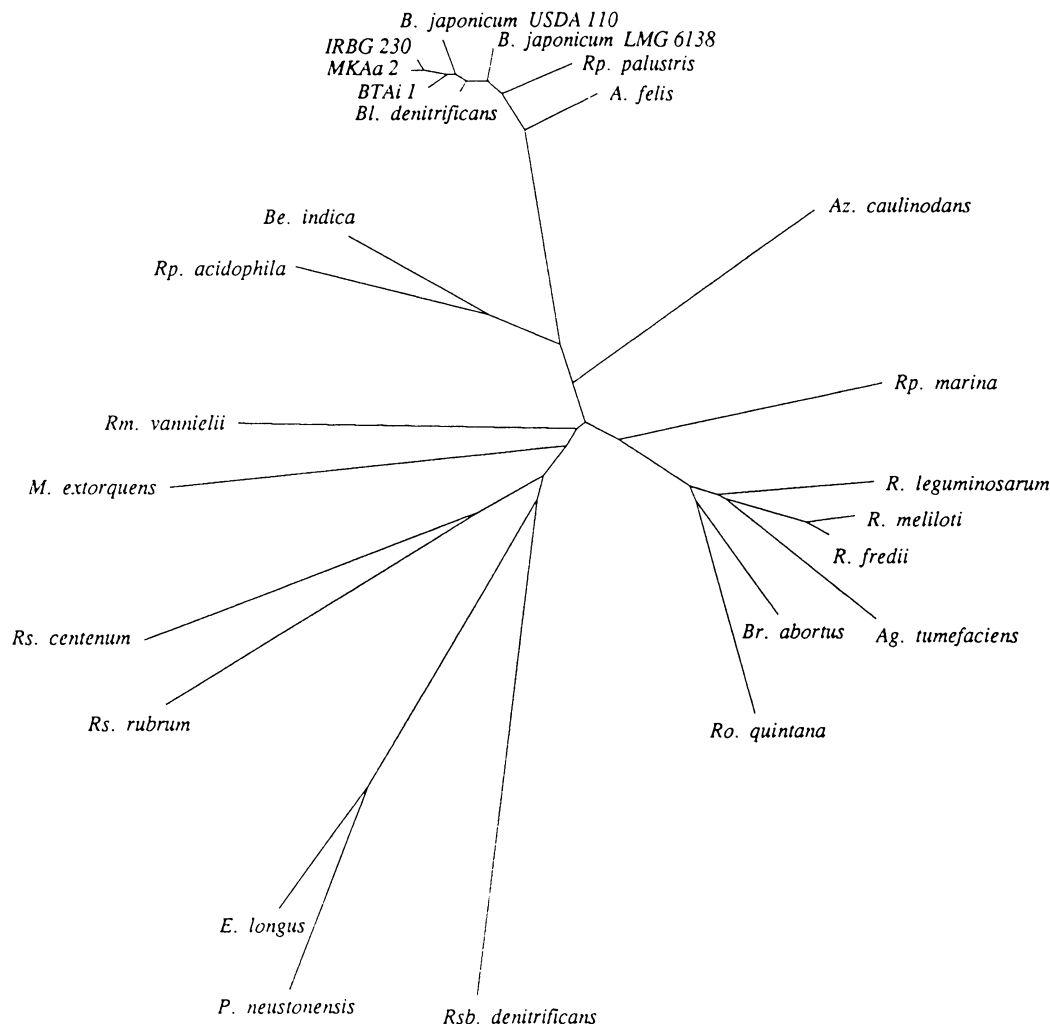 B. japonicum USDA 110
IRBG 230
B. japonicum LMG 6138
MKAa 2
Rp. palustris
BTAi 1
A. felis
Bl. denitrificans
Az. caulinodans
Be. indica
Rp. acidophila
Rp. marina
Rm. vannielii
M. extorquens
R. leguminosarum
R. meliloti
R. fredii
Rs. centenum
Br. abortus
Ag. tumefaciens
Rs. rubrum
Ro. quintana
E. longus
P. neustonensis
Rsb. denitrificans